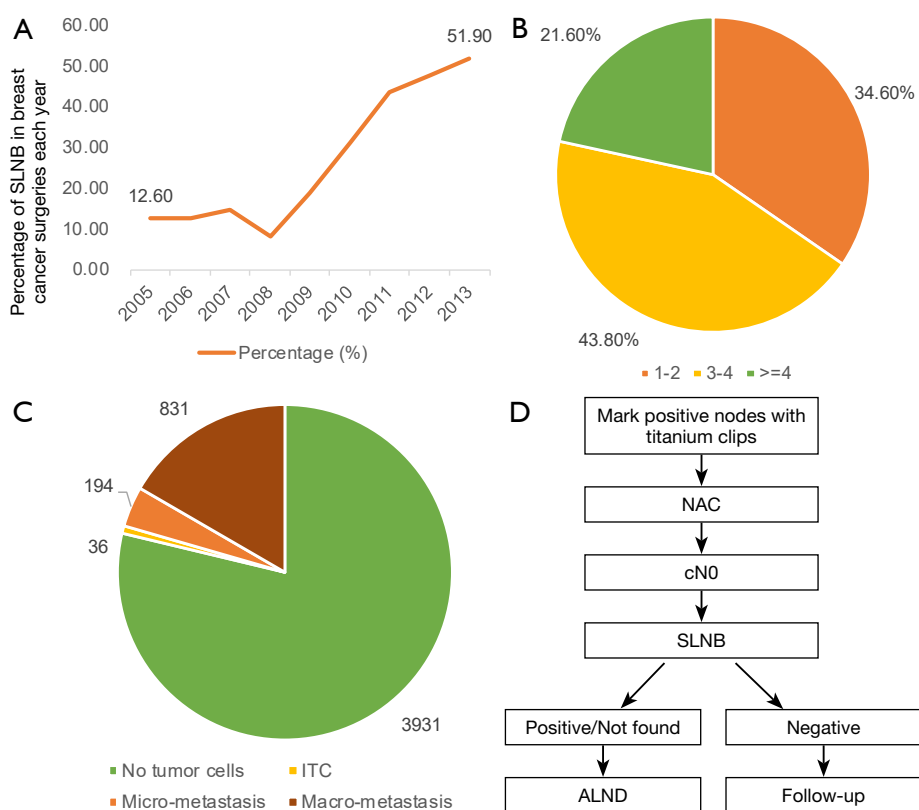 A
Percentage of SLNB in breast
cancer surgeries each year
60.00
50.00
40.00
30.00
20.00
10.00
0.00
12.60
51.90
2005
2006
2007
2008
2009
2010
2011
2012
2013
Percentage (%)
B
21.60%
34.60%
43.80%
1-2
3-4
>=4
C
831
194
36
3931
No tumor cells
ITC
Micro-metastasis
Macro-metastasis
D
Mark positive nodes with
titanium clips
NAC
cN0
SLNB
Positive/Not found
Negative
ALND
Follow-up